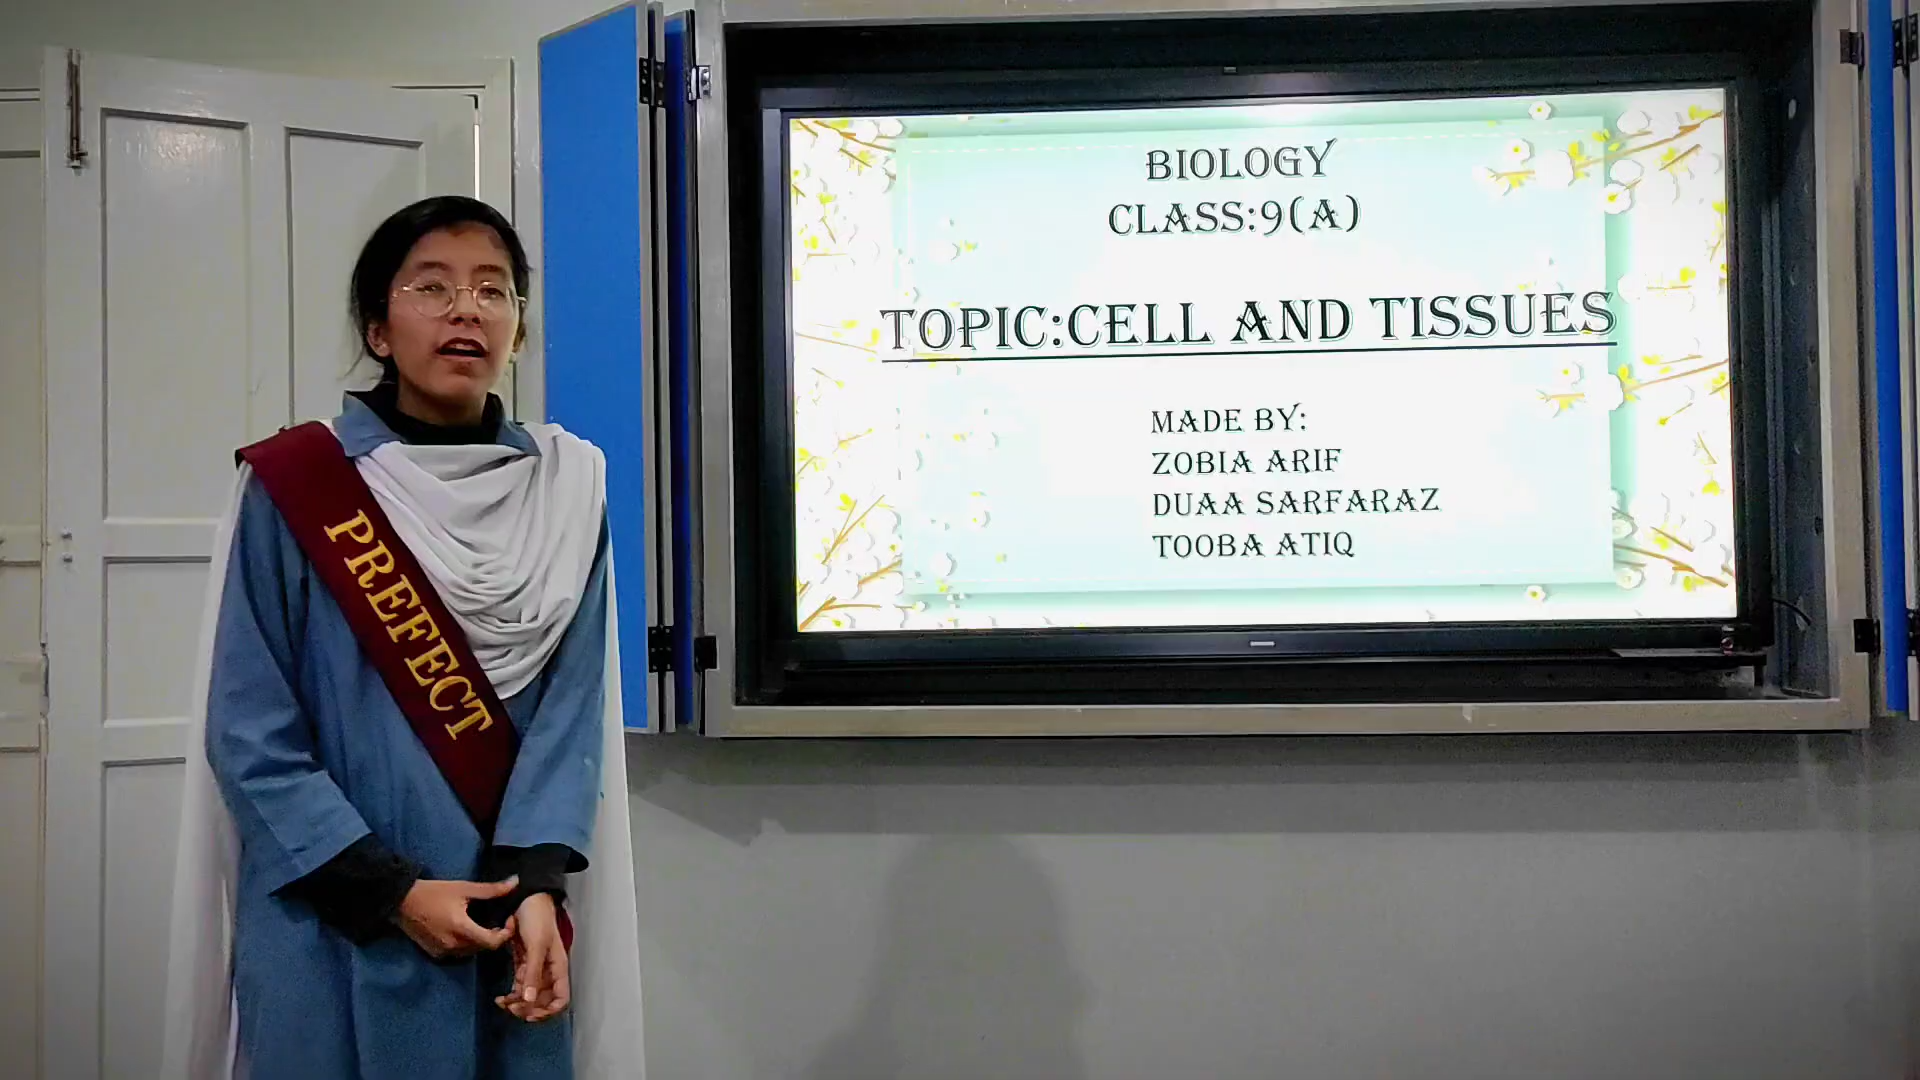 PREFECT
BIOLOGY
CLASS:9(A)
TOPIC:CELL AND TISSUES
MADE BY:
ZOBIA ARIF
DUAA SARFARAZ
TOOBA ATIQ